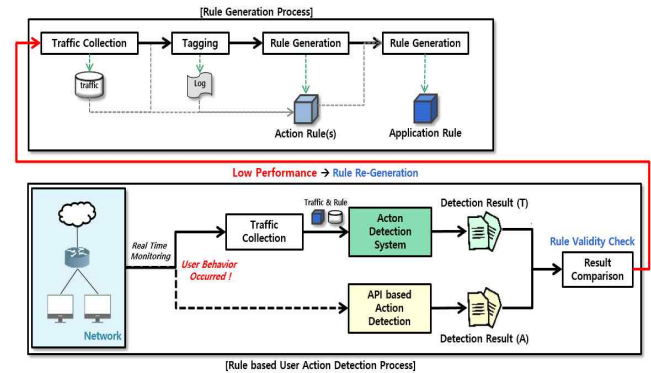 [Rule Generation Process]
Traffic Collection
Tagging
Rule Generation
Rule Generation
traffic
Log
Action Rule(s)
Application Rule
Low Performance → Rule Re-Generation
Traffic & Rule
Detection Result (T)
Real Time
Monitoring
Traffic
Collection
Acton
Detection
System
User Behavior
Occurred !
Rule Validity Check
Result
Comparison
API based
Action
Detection
Network
Detection Result (A)
[Rule based User Action Detection Process]